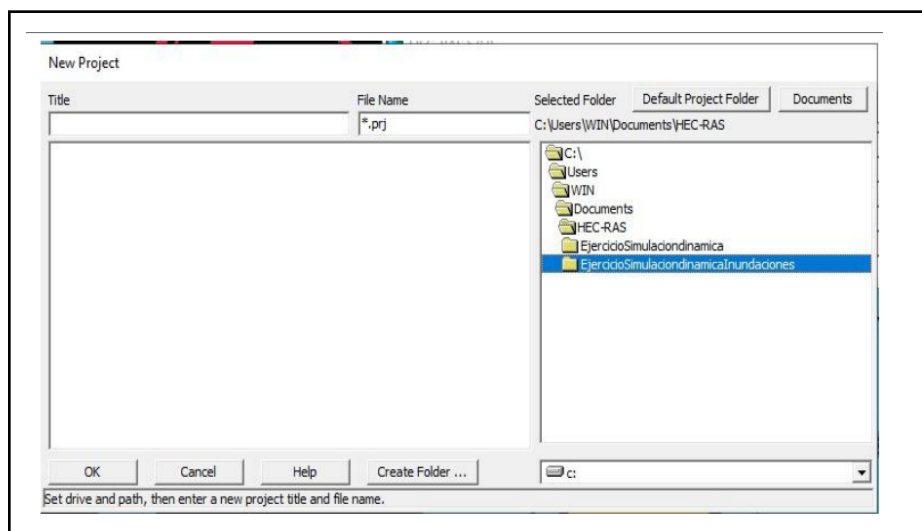 New Project
Title
File Name
Selected Folder
Default Project Folder
Documents
*.prj
C:\Users\WIN\Documents\HEC-RAS
C:\
Users
WIN
Documents
HEC-RAS
EjercicioSimulaciondinamica
EjercicioSimulaciondinamicaInundaciones
OK
Cancel
Help
Create Folder ...
c:
Set drive and path, then enter a new project title and file name.